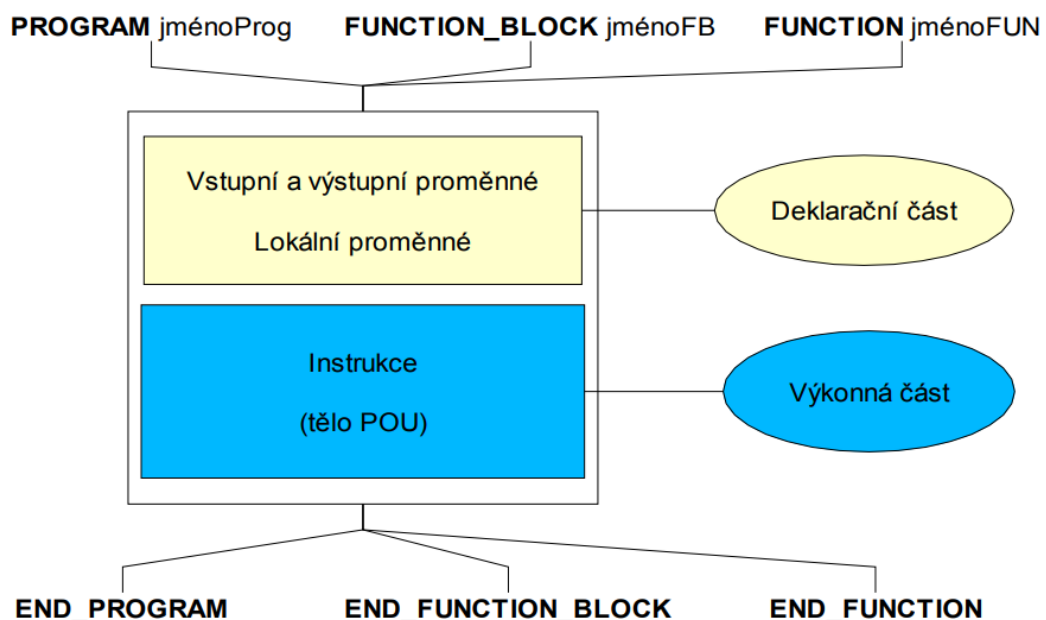 PROGRAM jménoProg FUNCTION_BLOCK jménoFB FUNCTION jménoFUN
Vstupní a výstupní proměnné
Lokální proměnné
Deklarační část
Instrukce
(tělo POU)
Výkonná část
END_PROGRAM END_FUNCTION_BLOCK END_FUNCTION